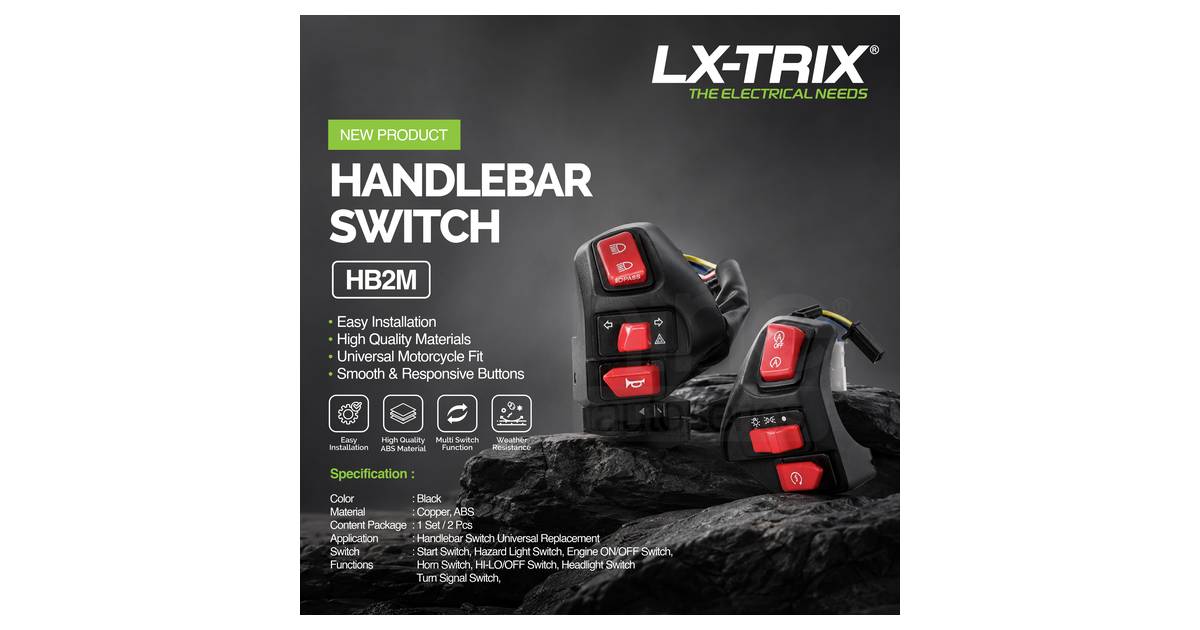 LX-TRIX®
THE ELECTRICAL NEEDS
NEW PRODUCT
HANDLEBAR
SWITCH
HB2M
• Easy Installation
• High Quality Materials
• Universal Motorcycle Fit
• Smooth & Responsive Buttons
Easy
Installation
High Quality
ABS Material
Multi Switch
Function
Weather
Resistance
PASS
OFF
Specification :
Color : Black
Material : Copper, ABS
Content Package : 1 Set / 2 Pcs
Application : Handlebar Switch Universal Replacement
Switch : Start Switch, Hazard Light Switch, Engine ON/OFF Switch,
Functions Horn Switch, HI-LO/OFF Switch, Headlight Switch
Turn Signal Switch,